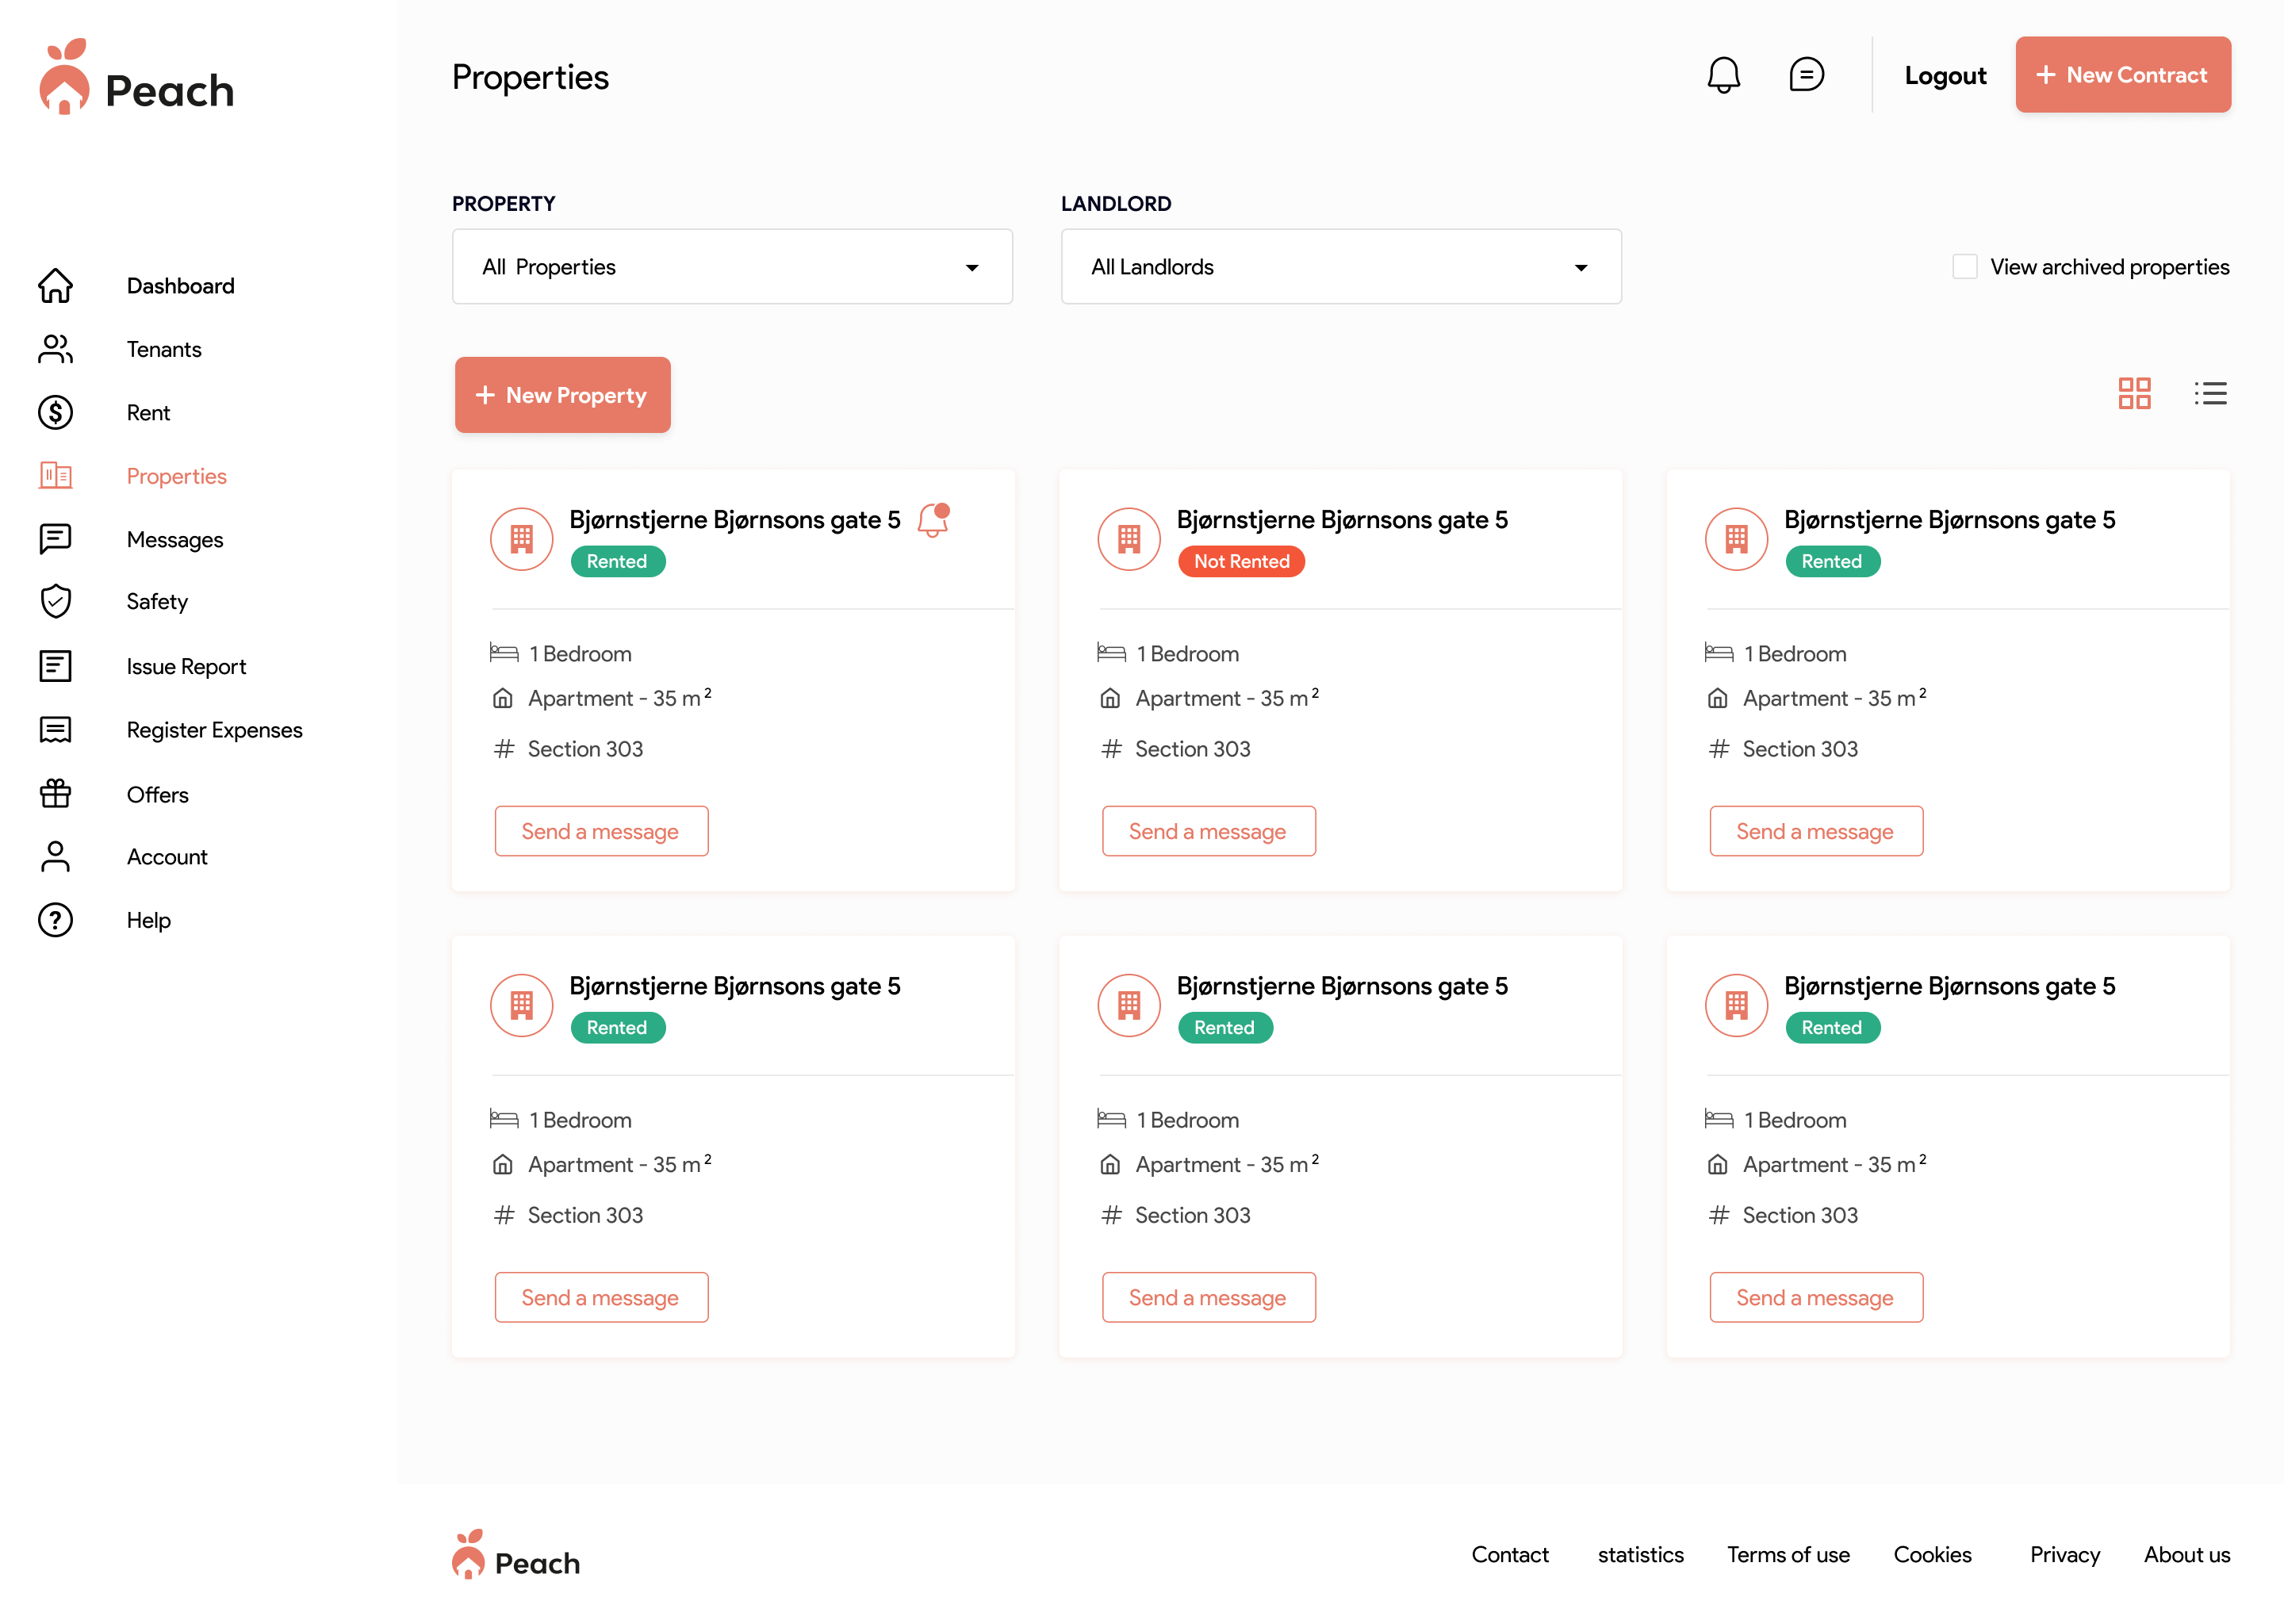 Peach
Properties
Logout
+ New Contract
PROPERTY
LANDLORD
All  Properties
All Landlords
View archived properties
Dashboard
Tenants
Rent
Properties
Messages
Safety
Issue Report
Register Expenses
Offers
Account
Help
+ New Property
Bjørnstjerne Bjørnsons gate 5
Rented
1 Bedroom
Apartment - 35 m²
# Section 303
Send a message
Bjørnstjerne Bjørnsons gate 5
Not Rented
1 Bedroom
Apartment - 35 m²
# Section 303
Send a message
Bjørnstjerne Bjørnsons gate 5
Rented
1 Bedroom
Apartment - 35 m²
# Section 303
Send a message
Bjørnstjerne Bjørnsons gate 5
Rented
1 Bedroom
Apartment - 35 m²
# Section 303
Send a message
Bjørnstjerne Bjørnsons gate 5
Rented
1 Bedroom
Apartment - 35 m²
# Section 303
Send a message
Bjørnstjerne Bjørnsons gate 5
Rented
1 Bedroom
Apartment - 35 m²
# Section 303
Send a message
Peach
Contact
statistics
Terms of use
Cookies
Privacy
About us